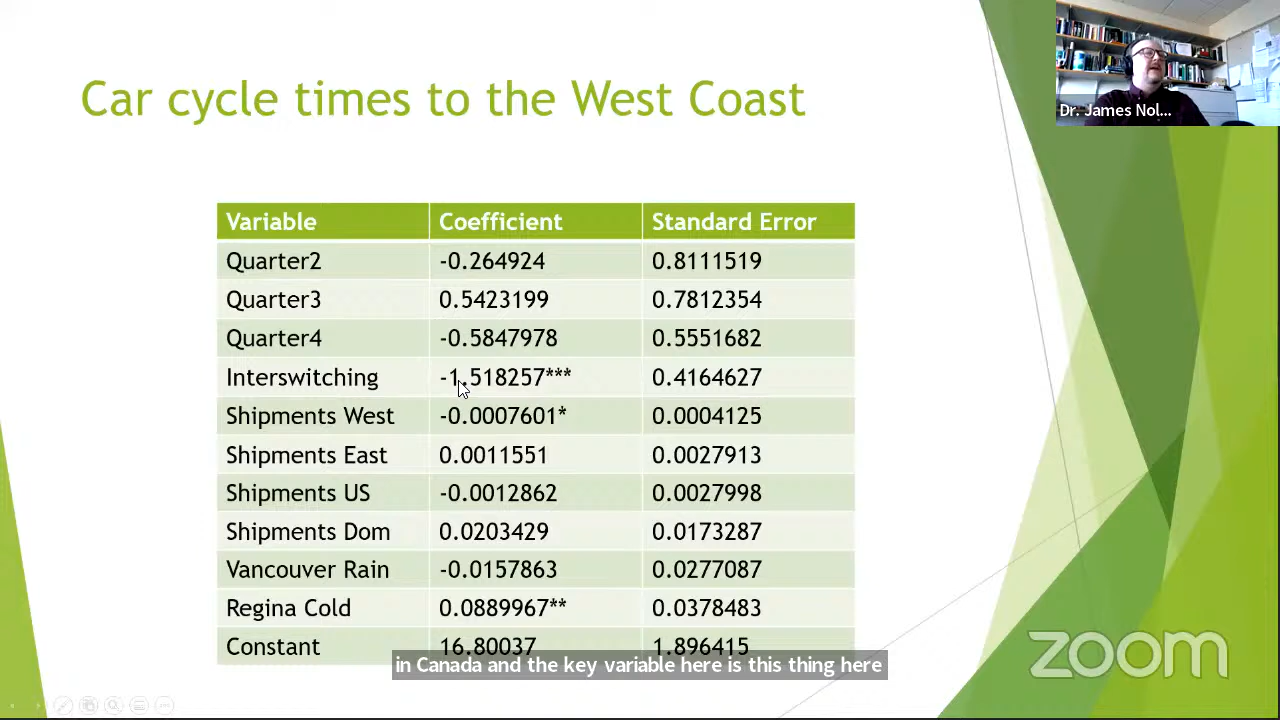 Dr. James Nol...
Car cycle times to the West Coast
Variable Coefficient Standard Error
Quarter2 -0.264924 0.8111519
Quarter3 0.5423199 0.7812354
Quarter4 -0.5847978 0.5551682
Interswitching -1.518257*** 0.4164627
Shipments West -0.0007601* 0.0004125
Shipments East 0.0011551 0.0027913
Shipments US -0.0012862 0.0027998
Shipments Dom 0.0203429 0.0173287
Vancouver Rain -0.0157863 0.0277087
Regina Cold 0.0889967** 0.0378483
Constant 16.80037 1.896415
in Canada and the key variable here is this thing here
zoom